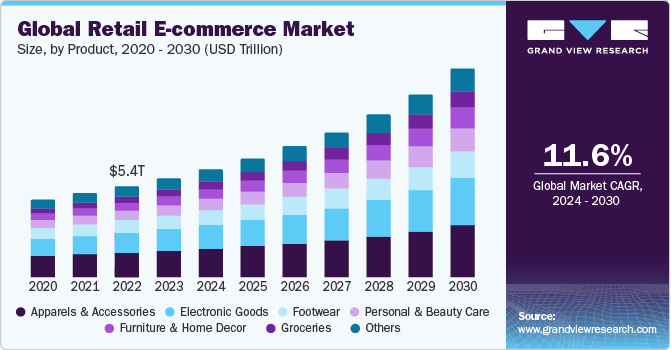 Global Retail E-commerce Market
Size, by Product, 2020 - 2030 (USD Trillion)
$5.4T
2020 2021 2022 2023 2024 2025 2026 2027 2028 2029 2030
Apparels & Accessories Electronic Goods Footwear Personal & Beauty Care
Furniture & Home Decor Groceries Others
GRAND VIEW RESEARCH
11.6%
Global Market CAGR,
2024 - 2030
Source:
www.grandviewresearch.com